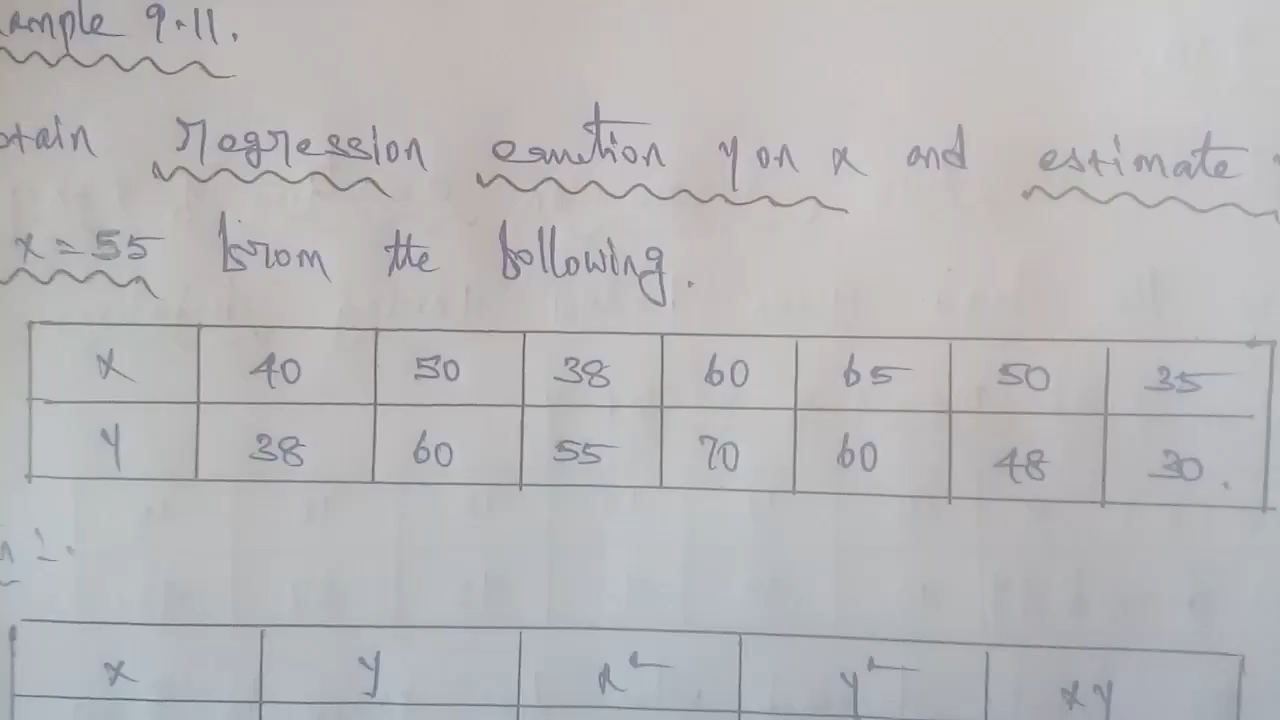 ample 9.11.
otain regression eqution y on x and estimate
x = 55 from the following.
x 40 50 38 60 65 50 35
y 38 60 55 70 60 48 30.
x y x² y² xy